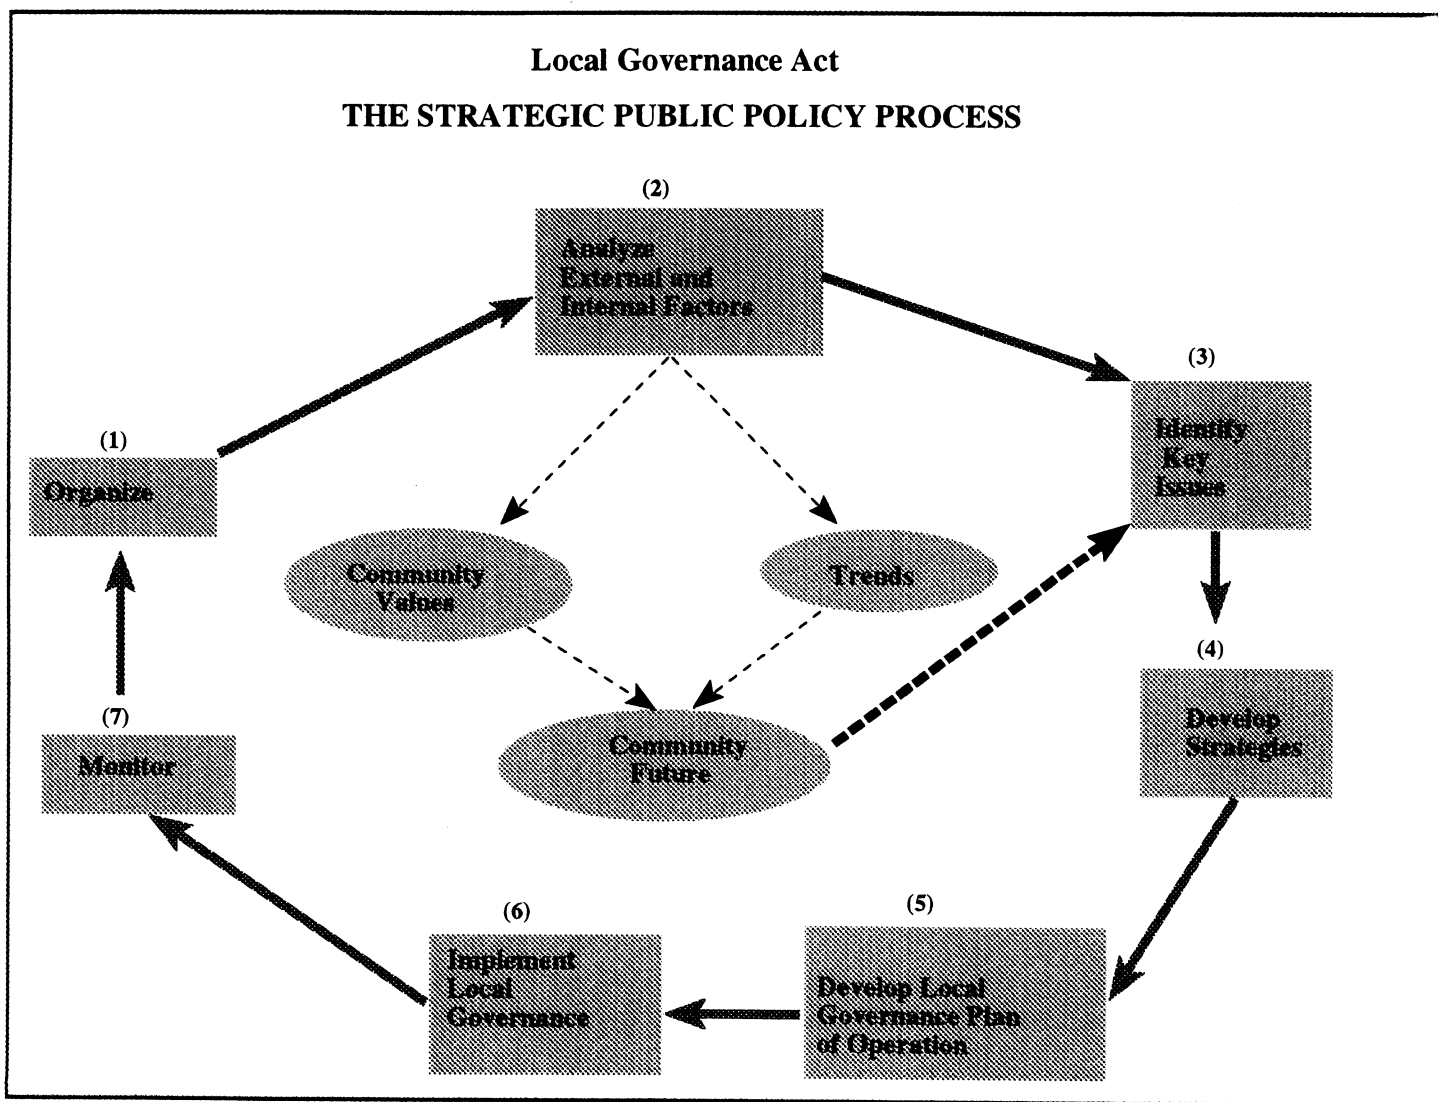 Local Governance Act
THE STRATEGIC PUBLIC POLICY PROCESS
(2)
Analyze
External and
Internal Factors
(3)
Identify
Key
Issues
(1)
Organize
Community
Values
Trends
(4)
Develop
Strategies
(7)
Monitor
Community
Future
(6)
Implement
Local
Governance
(5)
Develop Local
Governance Plan
of Operation